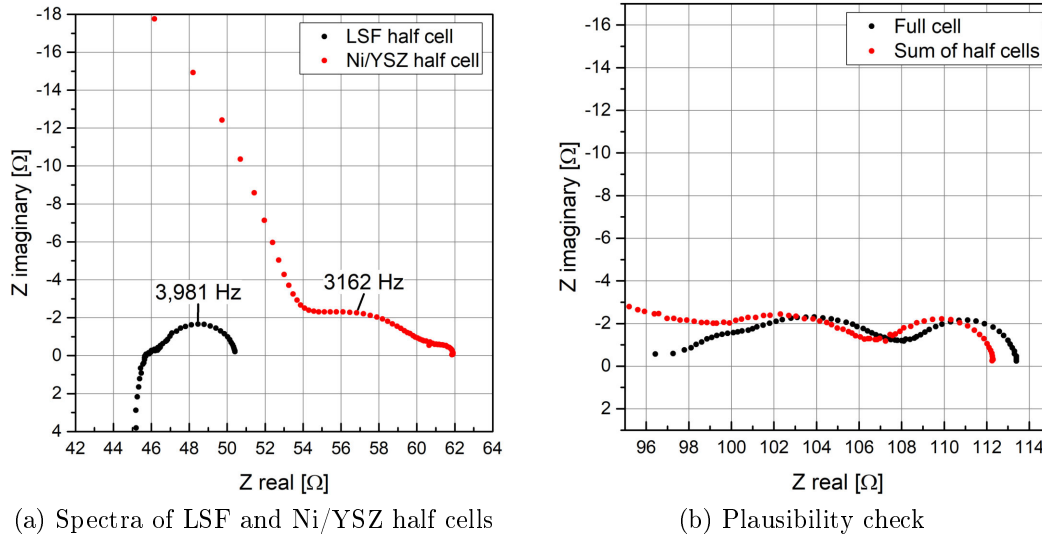 -18
-16
-14
-12
-10
-8
-6
-4
-2
0
2
4
Z imaginary [Ω]
LSF half cell
Ni/YSZ half cell
3,981 Hz
3162 Hz
42 44 46 48 50 52 54 56 58 60 62 64
Z real [Ω]
(a) Spectra of LSF and Ni/YSZ half cells
-16
-14
-12
-10
-8
-6
-4
-2
0
2
Z imaginary [Ω]
Full cell
Sum of half cells
96 98 100 102 104 106 108 110 112 114
Z real [Ω]
(b) Plausibility check